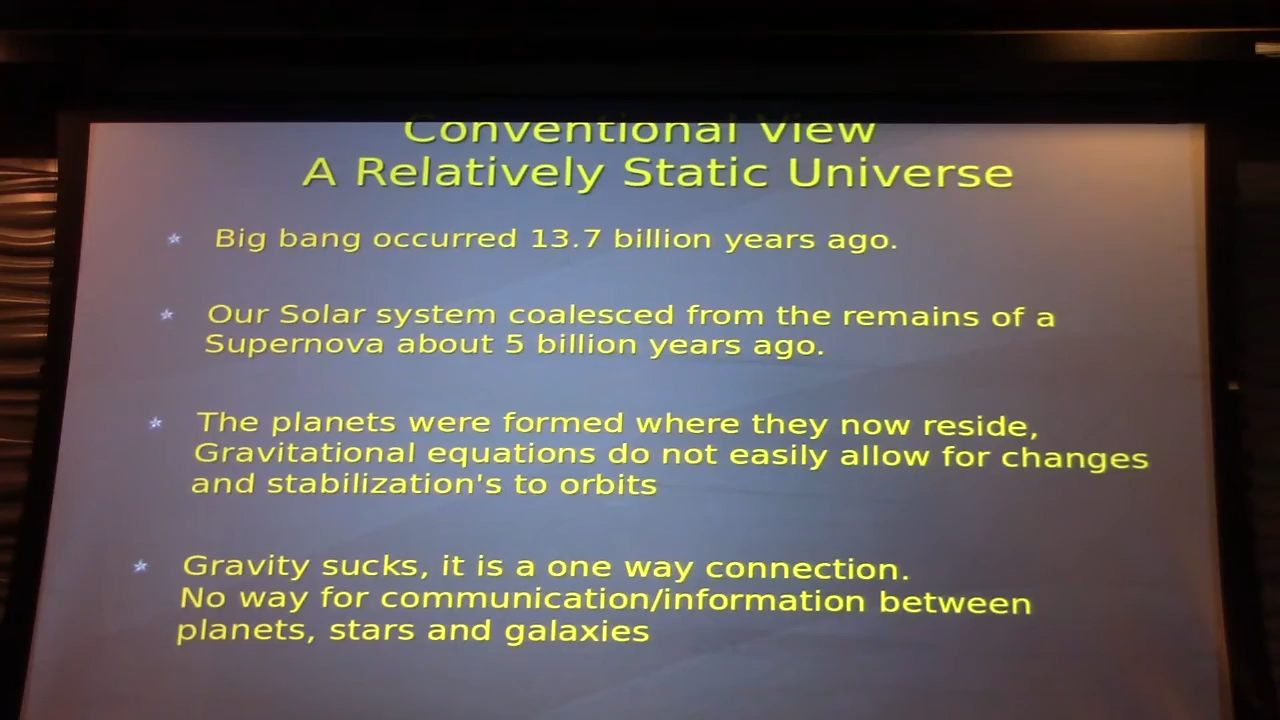 Conventional View
A Relatively Static Universe
Big bang occurred 13.7 billion years ago.
Our Solar system coalesced from the remains of a
Supernova about 5 billion years ago.
The planets were formed where they now reside,
Gravitational equations do not easily allow for changes
and stabilization's to orbits
Gravity sucks, it is a one way connection.
No way for communication/information between
planets, stars and galaxies